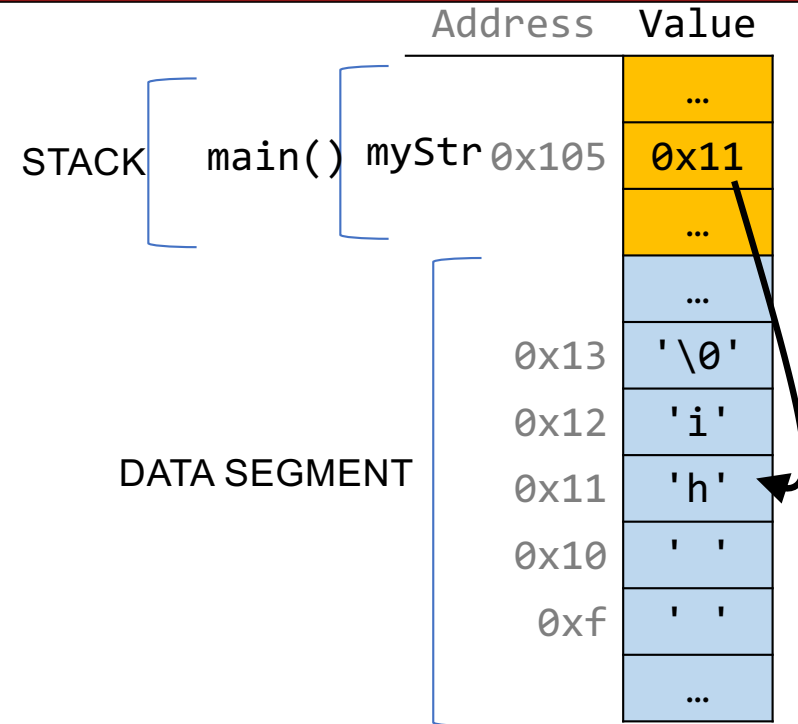 Address Value
…
STACK main() myStr 0x105 0x11
…
…
0x13 '\0'
0x12 'i'
DATA SEGMENT
0x11 'h'
0x10 ' '
0xf ' '
…